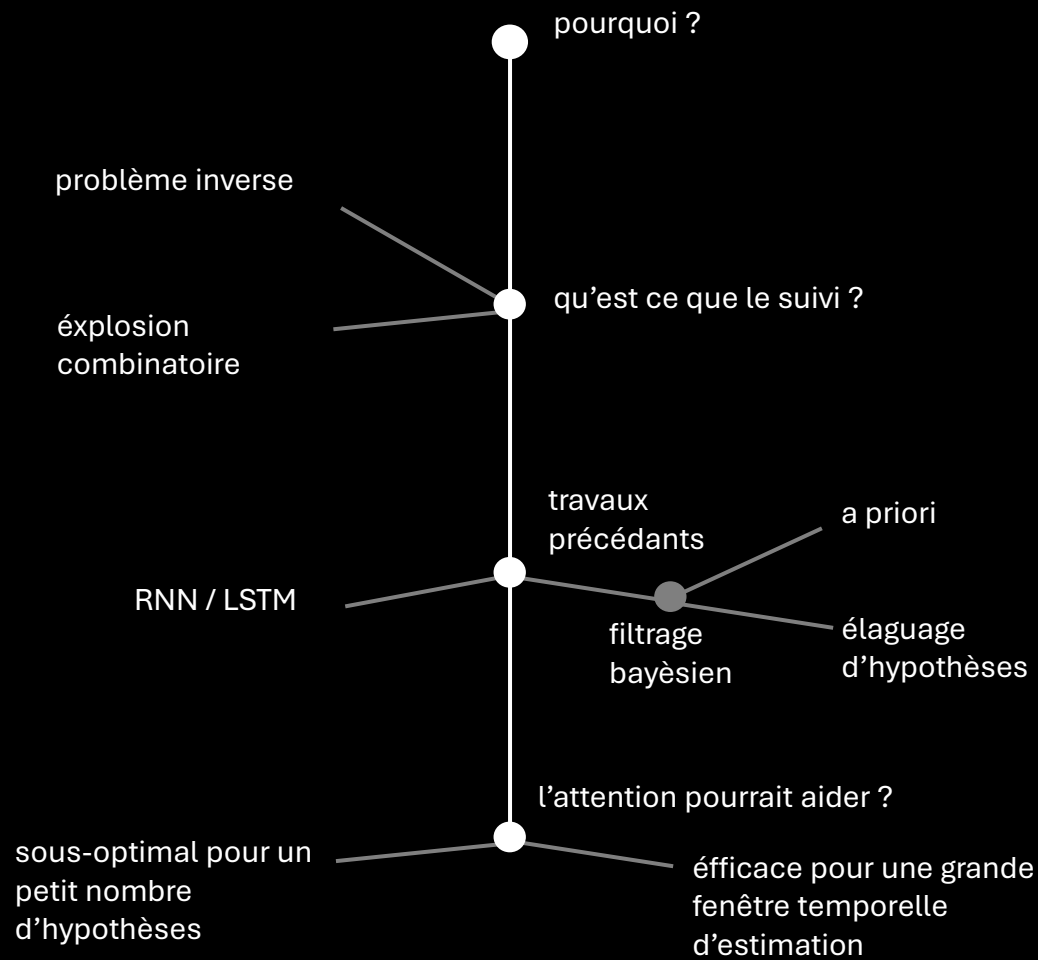 pourquoi ?
problème inverse
qu’est ce que le suivi ?
éxplosion
combinatoire
travaux
précédants
a priori
RNN / LSTM
filtrage
bayèsien
élaguage
d’hypothèses
l’attention pourrait aider ?
sous-optimal pour un
petit nombre
d’hypothèses
éfficace pour une grande
fenêtre temporelle
d’estimation